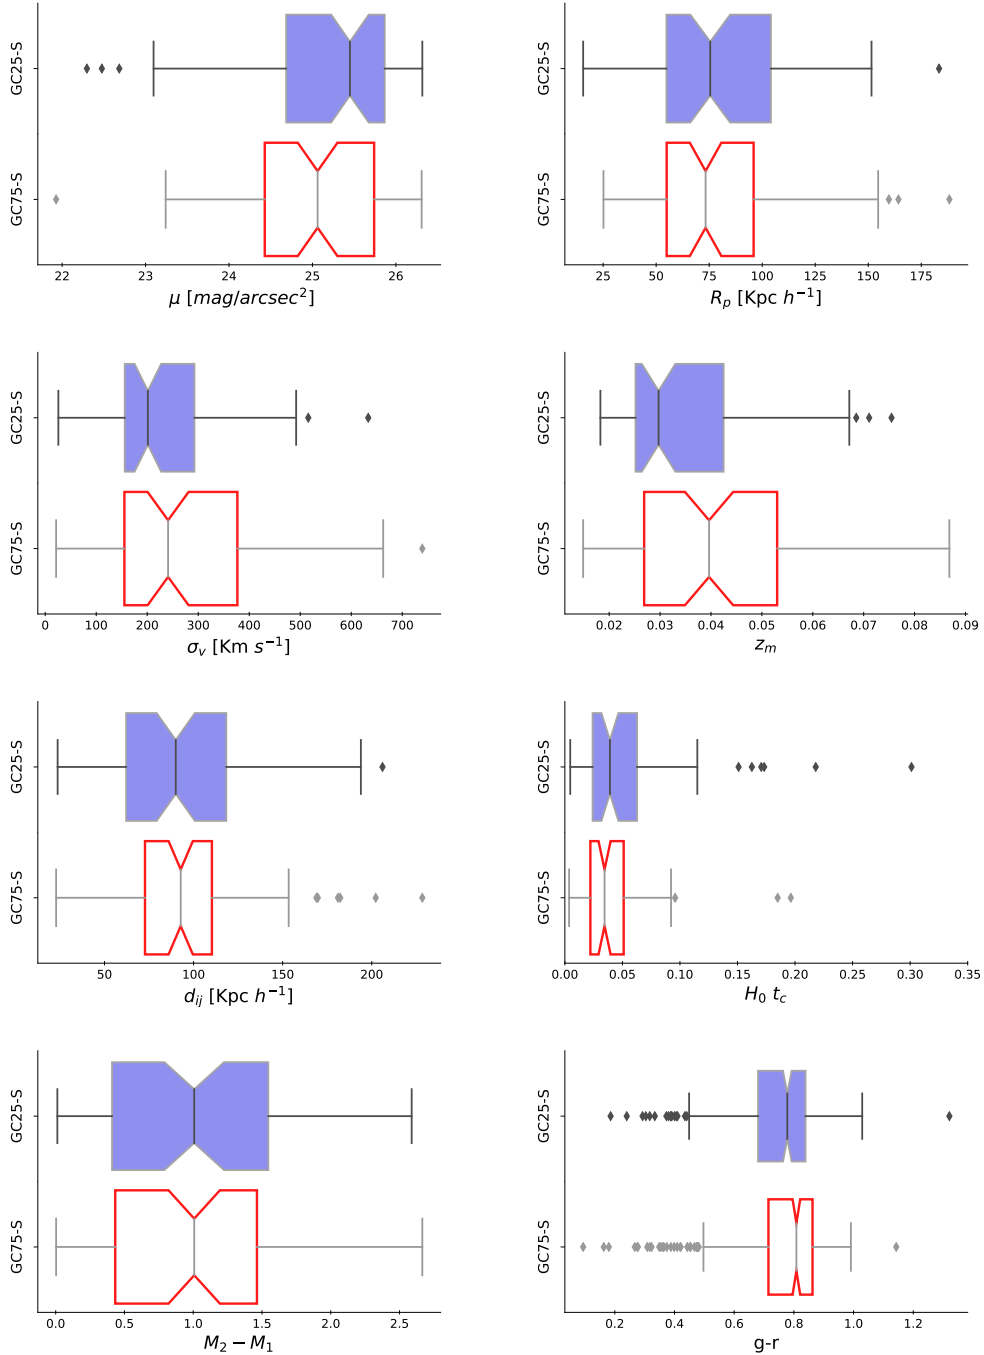 GC25-S
GC75-S
22 23 24 25 26
μ [mag/arcsec²]
GC25-S
GC75-S
25 50 75 100 125 150 175
R_p [Kpc h⁻¹]
GC25-S
GC75-S
0 100 200 300 400 500 600 700
σ_v [Km s⁻¹]
GC25-S
GC75-S
0.02 0.03 0.04 0.05 0.06 0.07 0.08 0.09
z_m
GC25-S
GC75-S
50 100 150 200
d_ij [Kpc h⁻¹]
GC25-S
GC75-S
0.00 0.05 0.10 0.15 0.20 0.25 0.30 0.35
H₀ t_c
GC25-S
GC75-S
0.0 0.5 1.0 1.5 2.0 2.5
M₂ − M₁
GC25-S
GC75-S
0.2 0.4 0.6 0.8 1.0 1.2
g-r